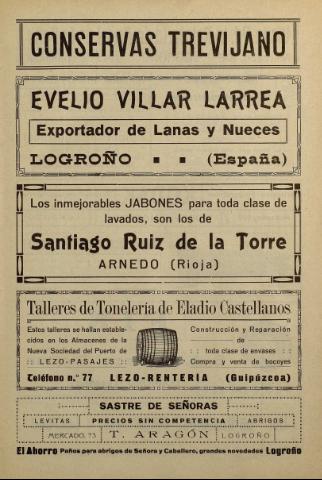 CONSERVAS TREVIJANO
EVELIO VILLAR LARREA
Exportador de Lanas y Nueces
LOGROÑO (España)
Los inmejorables JABONES para toda clase de
lavados, son los de
Santiago Ruiz de la Torre
ARNEDO (Rioja)
Talleres de Tonelería de Eladio Castellanos
Estos talleres se hallan estable-
cidos en los Almacenes de la
Nueva Sociedad del Puerto de
:: LEZO-PASAJES ::
Construcción y Reparación
de
:: toda clase de envases ::
Compra y venta de bocoyes
Teléfono n.º 77 LEZO-RENTERIA (Guipúzcoa)
SASTRE DE SEÑORAS
LEVITAS PRECIOS SIN COMPETENCIA ABRIGOS
MERCADO, 73 T. ARAGÓN LOGROÑO
El Ahorro Paños para abrigos de Señora y Caballero, grandes novedades Logroño